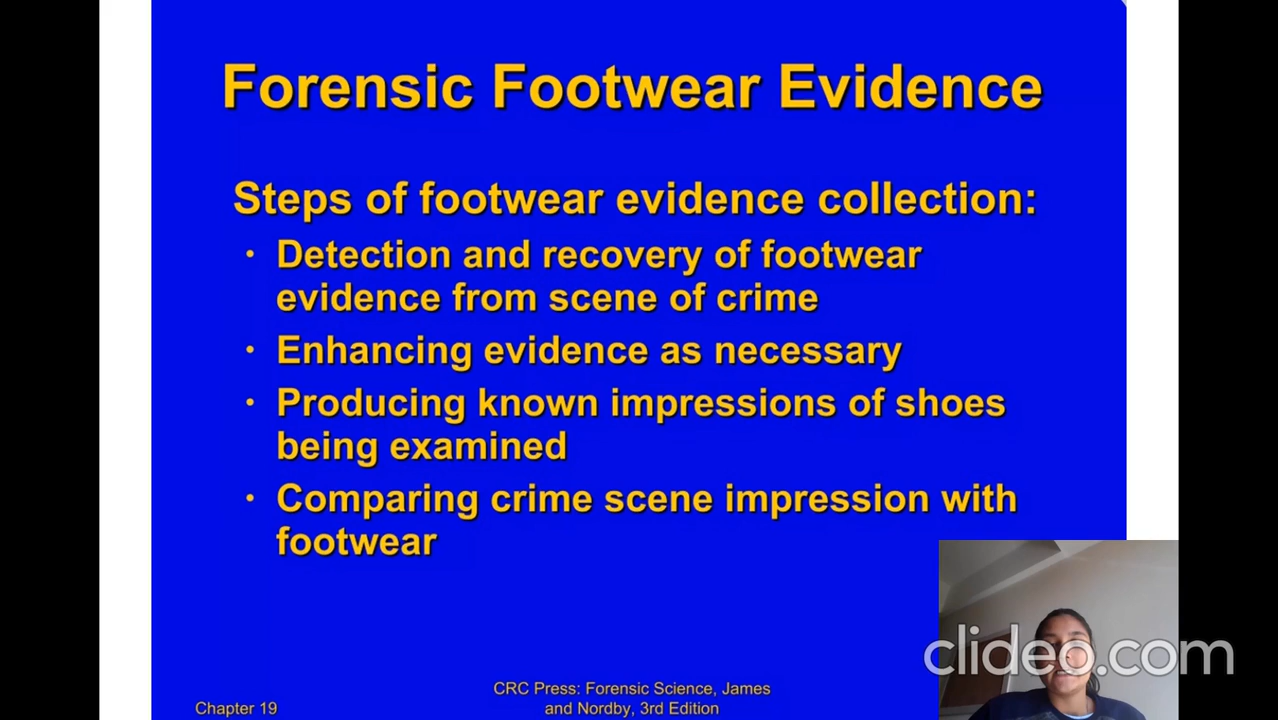 Forensic Footwear Evidence
Steps of footwear evidence collection:
• Detection and recovery of footwear
evidence from scene of crime
• Enhancing evidence as necessary
• Producing known impressions of shoes
being examined
• Comparing crime scene impression with
footwear
clideo.com
CRC Press: Forensic Science, James
and Nordby, 3rd Edition
Chapter 19